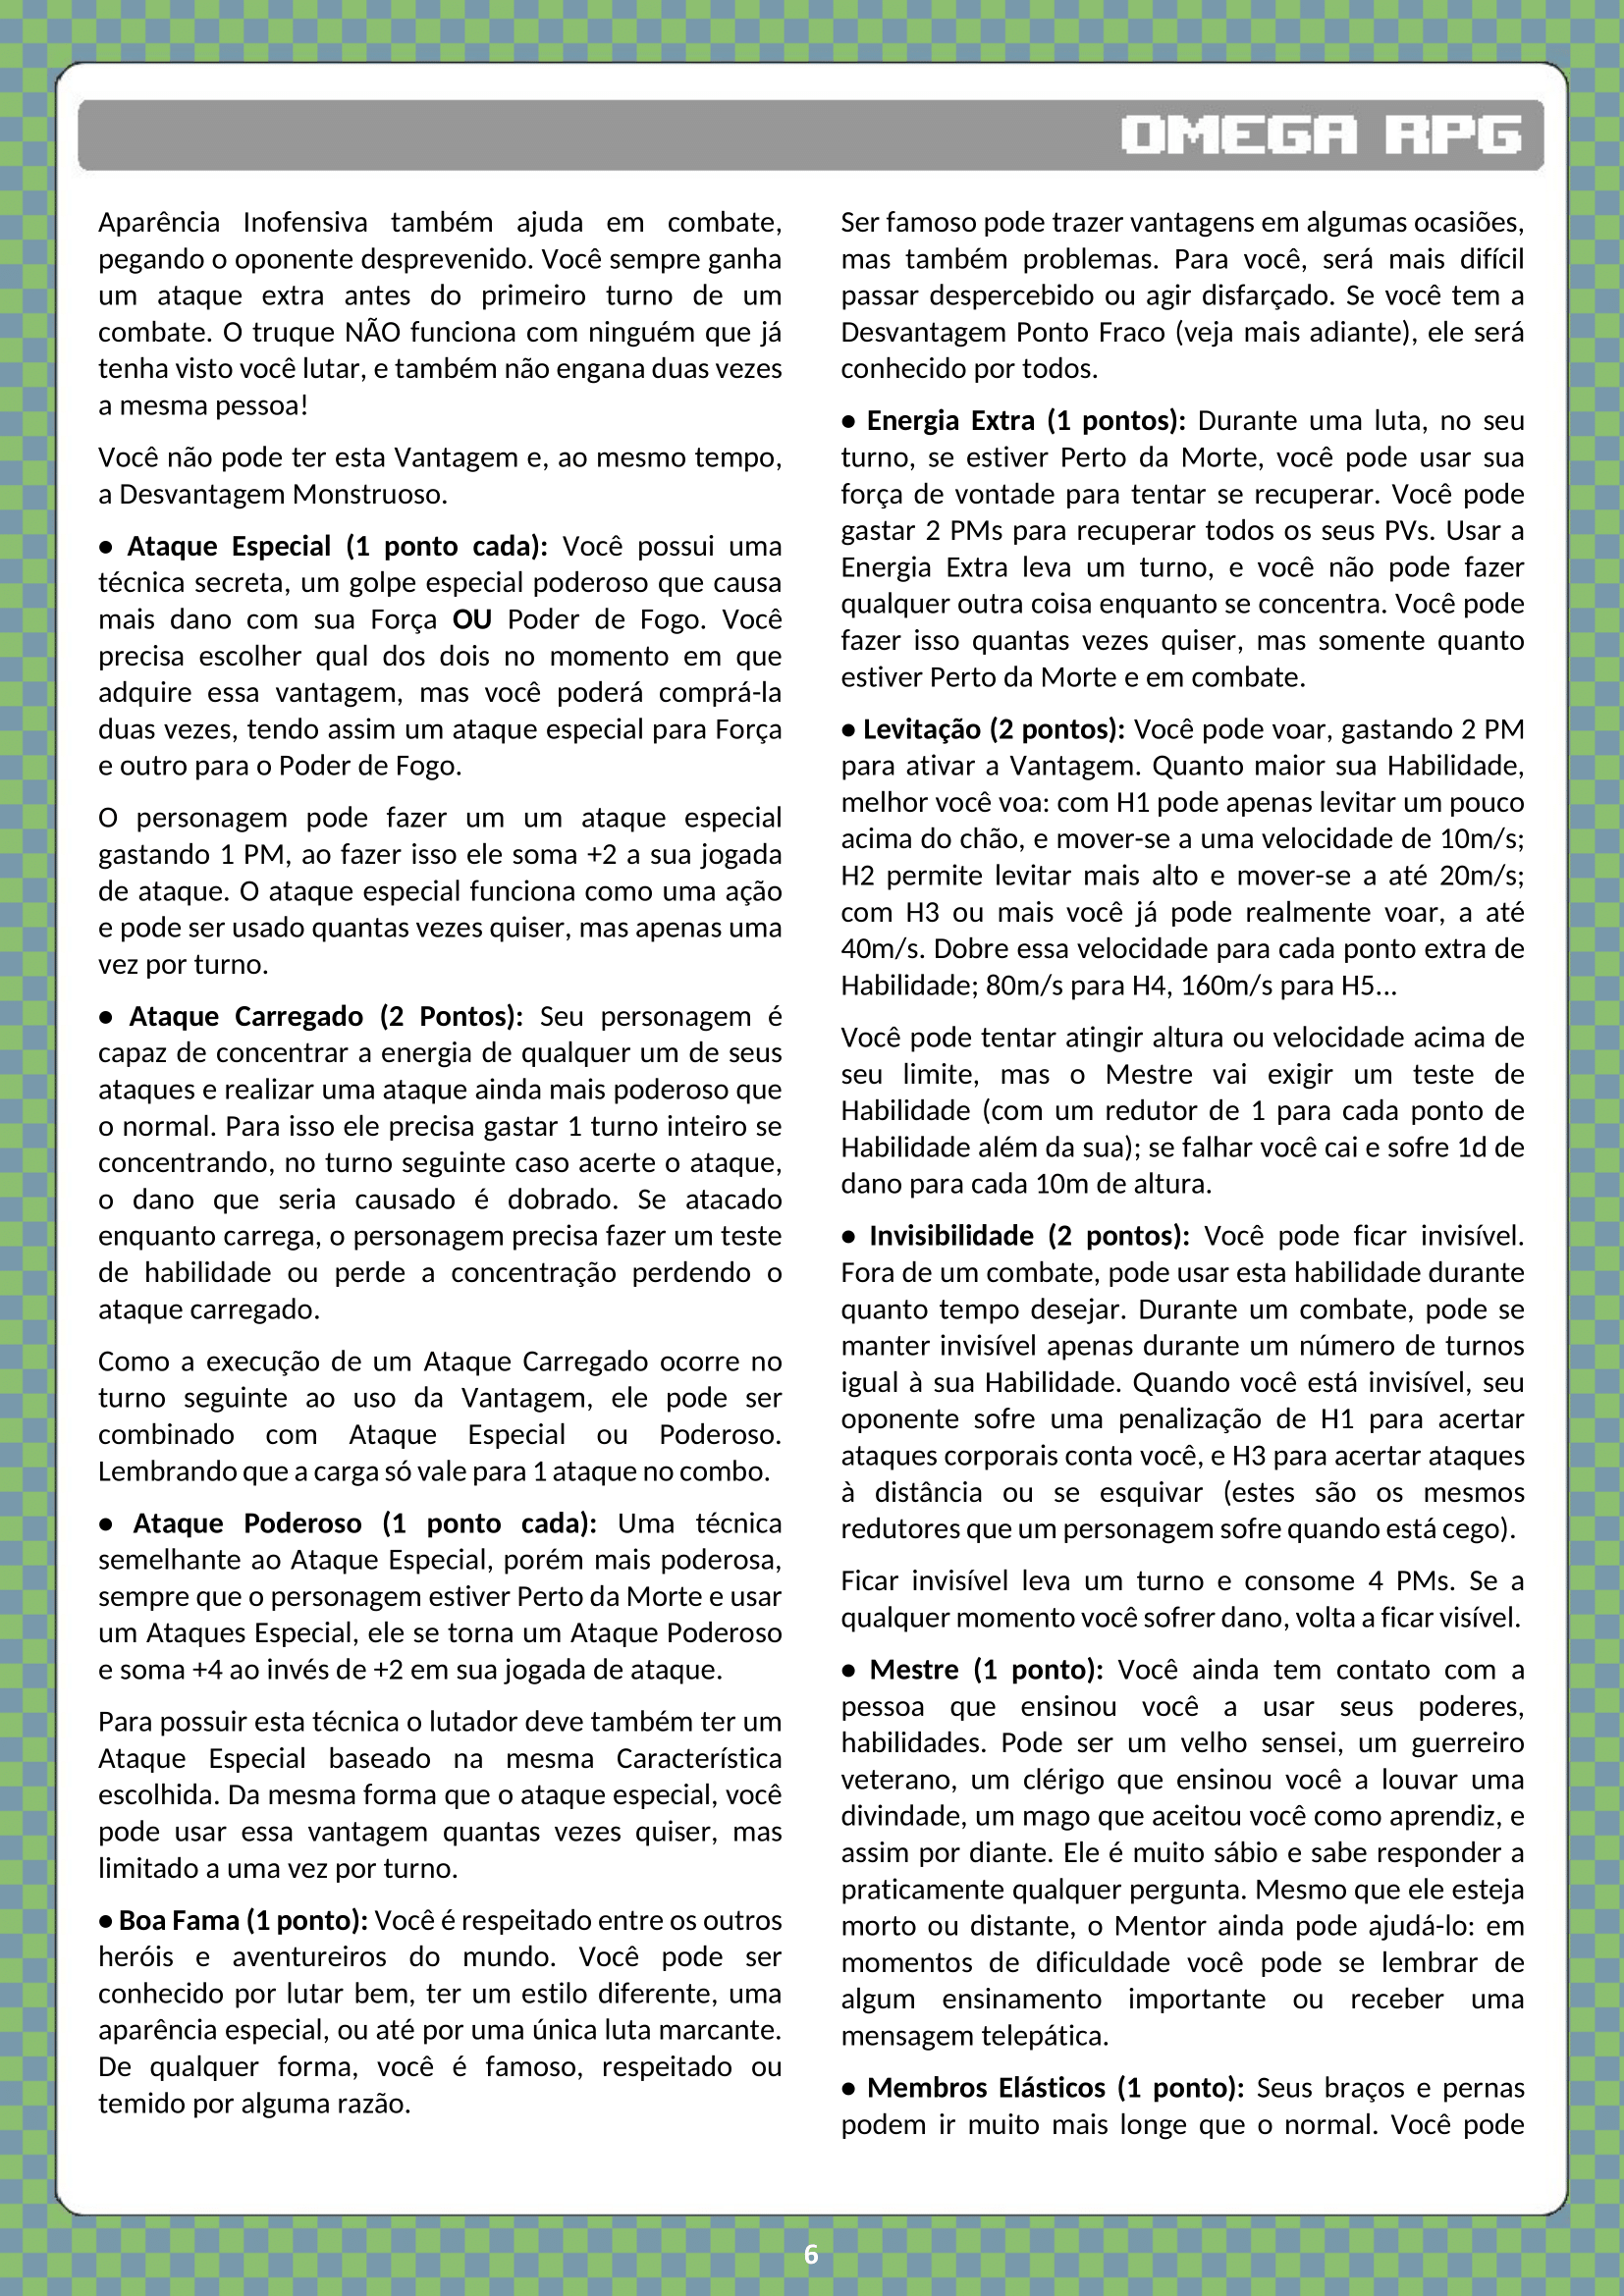 OMEGA RPG
Aparência Inofensiva também ajuda em combate,
pegando o oponente desprevenido. Você sempre ganha
um ataque extra antes do primeiro turno de um
combate. O truque NÃO funciona com ninguém que já
tenha visto você lutar, e também não engana duas vezes
a mesma pessoa!
Você não pode ter esta Vantagem e, ao mesmo tempo,
a Desvantagem Monstruoso.
● Ataque Especial (1 ponto cada): Você possui uma
técnica secreta, um golpe especial poderoso que causa
mais dano com sua Força OU Poder de Fogo. Você
precisa escolher qual dos dois no momento em que
adquire essa vantagem, mas você poderá comprá-la
duas vezes, tendo assim um ataque especial para Força
e outro para o Poder de Fogo.
O personagem pode fazer um um ataque especial
gastando 1 PM, ao fazer isso ele soma +2 a sua jogada
de ataque. O ataque especial funciona como uma ação
e pode ser usado quantas vezes quiser, mas apenas uma
vez por turno.
● Ataque Carregado (2 Pontos): Seu personagem é
capaz de concentrar a energia de qualquer um de seus
ataques e realizar uma ataque ainda mais poderoso que
o normal. Para isso ele precisa gastar 1 turno inteiro se
concentrando, no turno seguinte caso acerte o ataque,
o dano que seria causado é dobrado. Se atacado
enquanto carrega, o personagem precisa fazer um teste
de habilidade ou perde a concentração perdendo o
ataque carregado.
Como a execução de um Ataque Carregado ocorre no
turno seguinte ao uso da Vantagem, ele pode ser
combinado com Ataque Especial ou Poderoso.
Lembrando que a carga só vale para 1 ataque no combo.
● Ataque Poderoso (1 ponto cada): Uma técnica
semelhante ao Ataque Especial, porém mais poderosa,
sempre que o personagem estiver Perto da Morte e usar
um Ataques Especial, ele se torna um Ataque Poderoso
e soma +4 ao invés de +2 em sua jogada de ataque.
Para possuir esta técnica o lutador deve também ter um
Ataque Especial baseado na mesma Característica
escolhida. Da mesma forma que o ataque especial, você
pode usar essa vantagem quantas vezes quiser, mas
limitado a uma vez por turno.
● Boa Fama (1 ponto): Você é respeitado entre os outros
heróis e aventureiros do mundo. Você pode ser
conhecido por lutar bem, ter um estilo diferente, uma
aparência especial, ou até por uma única luta marcante.
De qualquer forma, você é famoso, respeitado ou
temido por alguma razão.
Ser famoso pode trazer vantagens em algumas ocasiões,
mas também problemas. Para você, será mais difícil
passar despercebido ou agir disfarçado. Se você tem a
Desvantagem Ponto Fraco (veja mais adiante), ele será
conhecido por todos.
● Energia Extra (1 pontos): Durante uma luta, no seu
turno, se estiver Perto da Morte, você pode usar sua
força de vontade para tentar se recuperar. Você pode
gastar 2 PMs para recuperar todos os seus PVs. Usar a
Energia Extra leva um turno, e você não pode fazer
qualquer outra coisa enquanto se concentra. Você pode
fazer isso quantas vezes quiser, mas somente quanto
estiver Perto da Morte e em combate.
● Levitação (2 pontos): Você pode voar, gastando 2 PM
para ativar a Vantagem. Quanto maior sua Habilidade,
melhor você voa: com H1 pode apenas levitar um pouco
acima do chão, e mover-se a uma velocidade de 10m/s;
H2 permite levitar mais alto e mover-se a até 20m/s;
com H3 ou mais você já pode realmente voar, a até
40m/s. Dobre essa velocidade para cada ponto extra de
Habilidade; 80m/s para H4, 160m/s para H5...
Você pode tentar atingir altura ou velocidade acima de
seu limite, mas o Mestre vai exigir um teste de
Habilidade (com um redutor de 1 para cada ponto de
Habilidade além da sua); se falhar você cai e sofre 1d de
dano para cada 10m de altura.
● Invisibilidade (2 pontos): Você pode ficar invisível.
Fora de um combate, pode usar esta habilidade durante
quanto tempo desejar. Durante um combate, pode se
manter invisível apenas durante um número de turnos
igual à sua Habilidade. Quando você está invisível, seu
oponente sofre uma penalização de H1 para acertar
ataques corporais conta você, e H3 para acertar ataques
à distância ou se esquivar (estes são os mesmos
redutores que um personagem sofre quando está cego).
Ficar invisível leva um turno e consome 4 PMs. Se a
qualquer momento você sofrer dano, volta a ficar visível.
● Mestre (1 ponto): Você ainda tem contato com a
pessoa que ensinou você a usar seus poderes,
habilidades. Pode ser um velho sensei, um guerreiro
veterano, um clérigo que ensinou você a louvar uma
divindade, um mago que aceitou você como aprendiz, e
assim por diante. Ele é muito sábio e sabe responder a
praticamente qualquer pergunta. Mesmo que ele esteja
morto ou distante, o Mentor ainda pode ajudá-lo: em
momentos de dificuldade você pode se lembrar de
algum ensinamento importante ou receber uma
mensagem telepática.
● Membros Elásticos (1 ponto): Seus braços e pernas
podem ir muito mais longe que o normal. Você pode
6